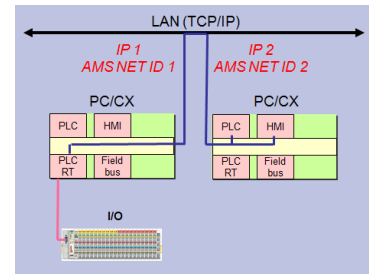 LAN (TCP/IP)
IP 1
AMS NET ID 1
IP 2
AMS NET ID 2
PC/CX
PC/CX
PLC
HMI
PLC
HMI
PLC
RT
Field
bus
PLC
RT
Field
bus
I/O